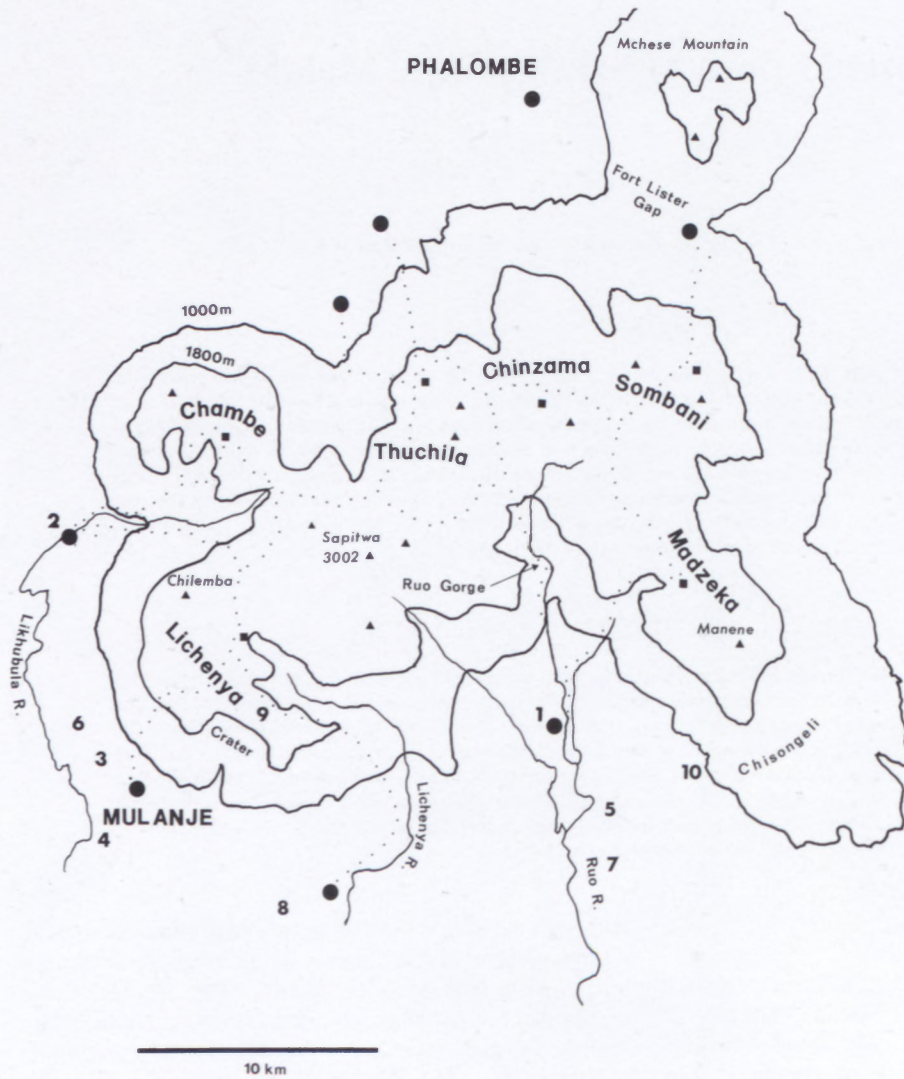 Mchese Mountain
PHALOMBE
Fort Lister
Gap
1000m
1800m
Chinzama
Sombani
Chambe
Thuchila
2
Sapitwa
3002
Madzeka
Ruo Gorge
Chilemba
Likhubula R.
Lichenya
Manene
6
9
1
Crater
3
10
Chisongeli
MULANJE
4
Lichenya R
5
7
Ruo R.
8
10 km